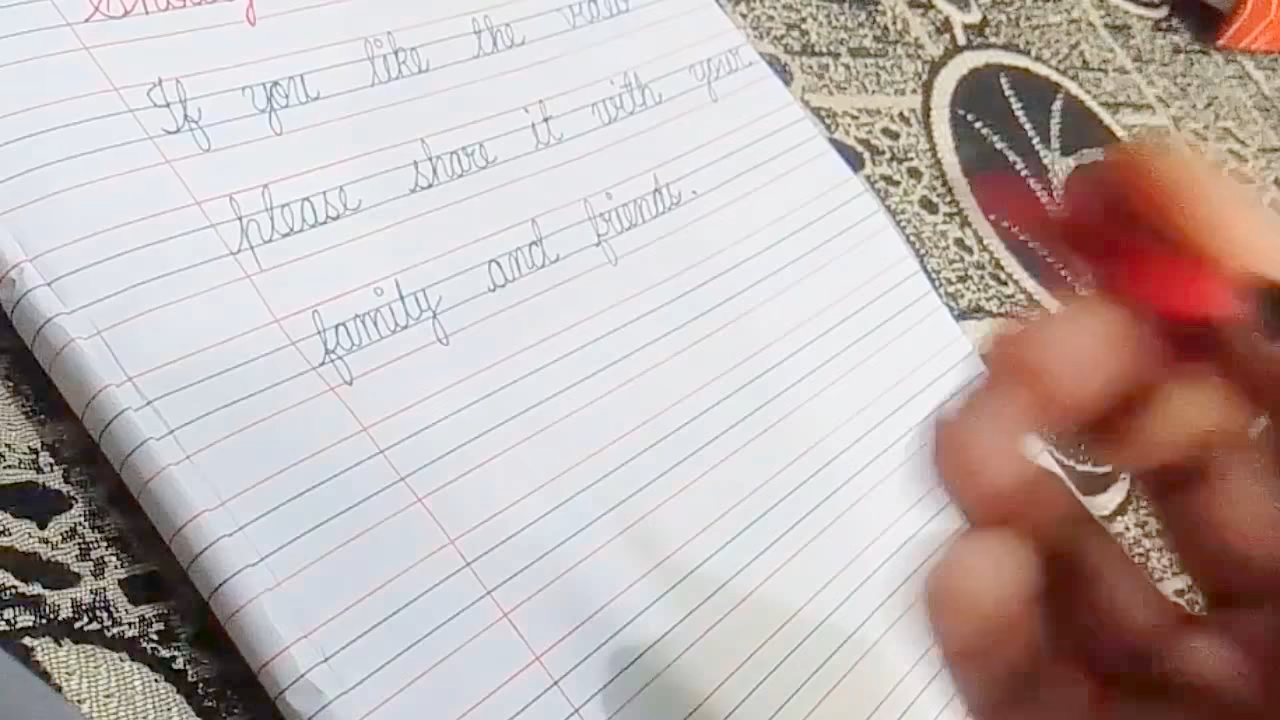 If you like the
please share it with your
family and friends.